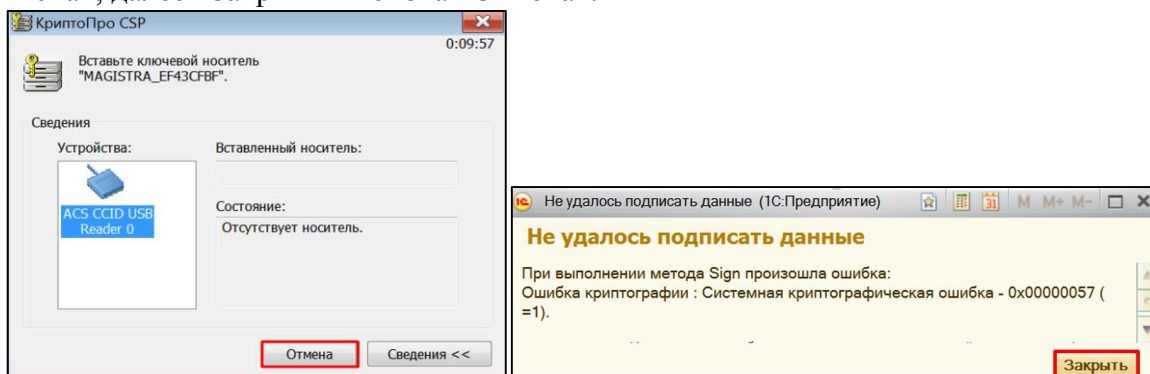 КриптоПро CSP
0:09:57
Вставьте ключевой носитель
"MAGISTRA_EF43CFBF".
Сведения
Устройства:
Вставленный носитель:
ACS CCID USB
Reader 0
Состояние:
Отсутствует носитель.
Отмена
Сведения <<
Не удалось подписать данные (1С:Предприятие)
M M+ M-
Не удалось подписать данные
При выполнении метода Sign произошла ошибка:
Ошибка криптографии : Системная криптографическая ошибка - 0x00000057 (
=1).
Закрыть